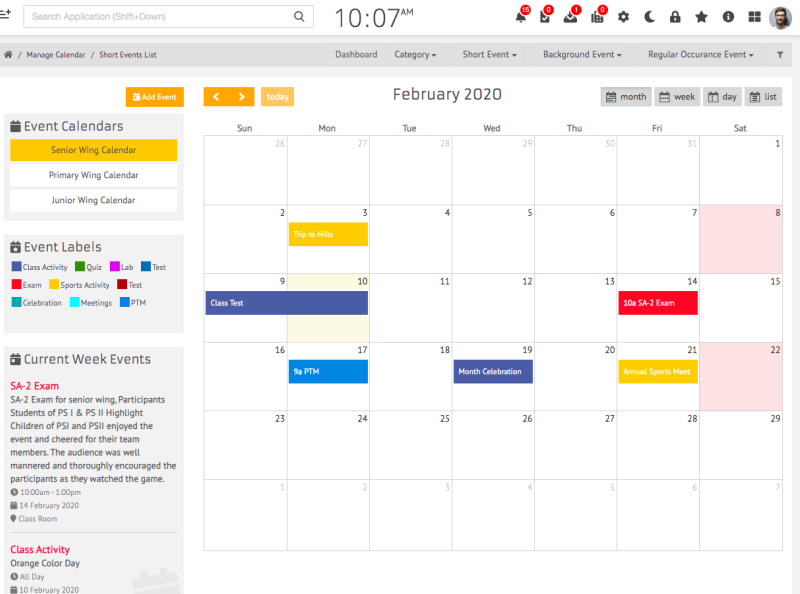 Search Application (Shift+Down)
10:07AM
15
0
1
0
/ Manage Calendar / Short Events List
Dashboard
Category
Short Event
Background Event
Regular Occurance Event
Add Event
today
February 2020
month
week
day
list
Event Calendars
Senior Wing Calendar
Primary Wing Calendar
Junior Wing Calendar
Event Labels
Class Activity Quiz Lab Test
Exam Sports Activity Test
Celebration Meetings PTM
Current Week Events
SA-2 Exam
SA-2 Exam for senior wing, Participants
Students of PS I & PS II Highlight
Children of PSI and PSII enjoyed the
event and cheered for their team
members. The audience was well
mannered and thoroughly encouraged the
participants as they watched the game.
10:00am - 1:00pm
14 February 2020
Class Room
Class Activity
Orange Color Day
All Day
10 February 2020
Sun Mon Tue Wed Thu Fri Sat
26 27 28 29 30 31 1
2 3 4 5 6 7 8
Trip to Hills
9 10 11 12 13 14 15
Class Test
10a SA-2 Exam
16 17 18 19 20 21 22
9a PTM
Month Celebration
Annual Sports Meet
23 24 25 26 27 28 29
1 2 3 4 5 6 7